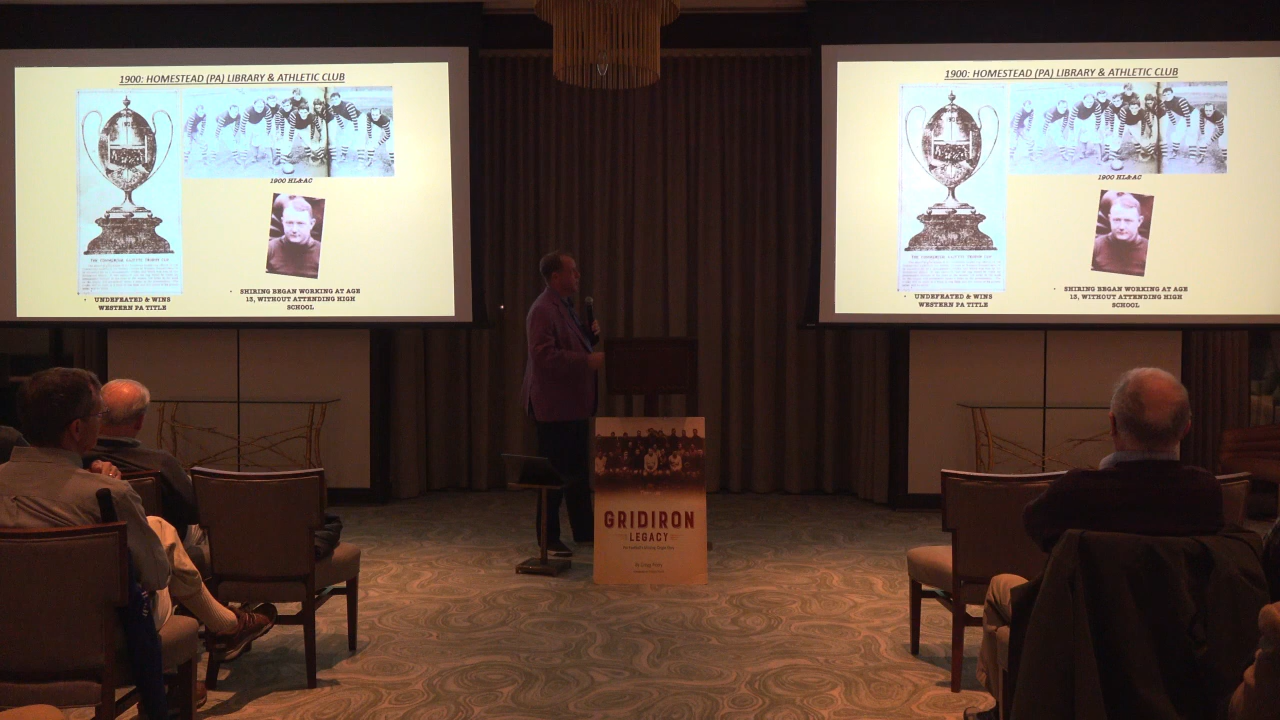 1900: HOMESTEAD (PA) LIBRARY & ATHLETIC CLUB
1900 HL&AC
UNDEFEATED & WINS
WESTERN PA TITLE
SHIRING BEGAN WORKING AT AGE
13, WITHOUT ATTENDING HIGH
SCHOOL
1900: HOMESTEAD (PA) LIBRARY & ATHLETIC CLUB
1900 HL&AC
UNDEFEATED & WINS
WESTERN PA TITLE
SHIRING BEGAN WORKING AT AGE
13, WITHOUT ATTENDING HIGH
SCHOOL
GRIDIRON
LEGACY